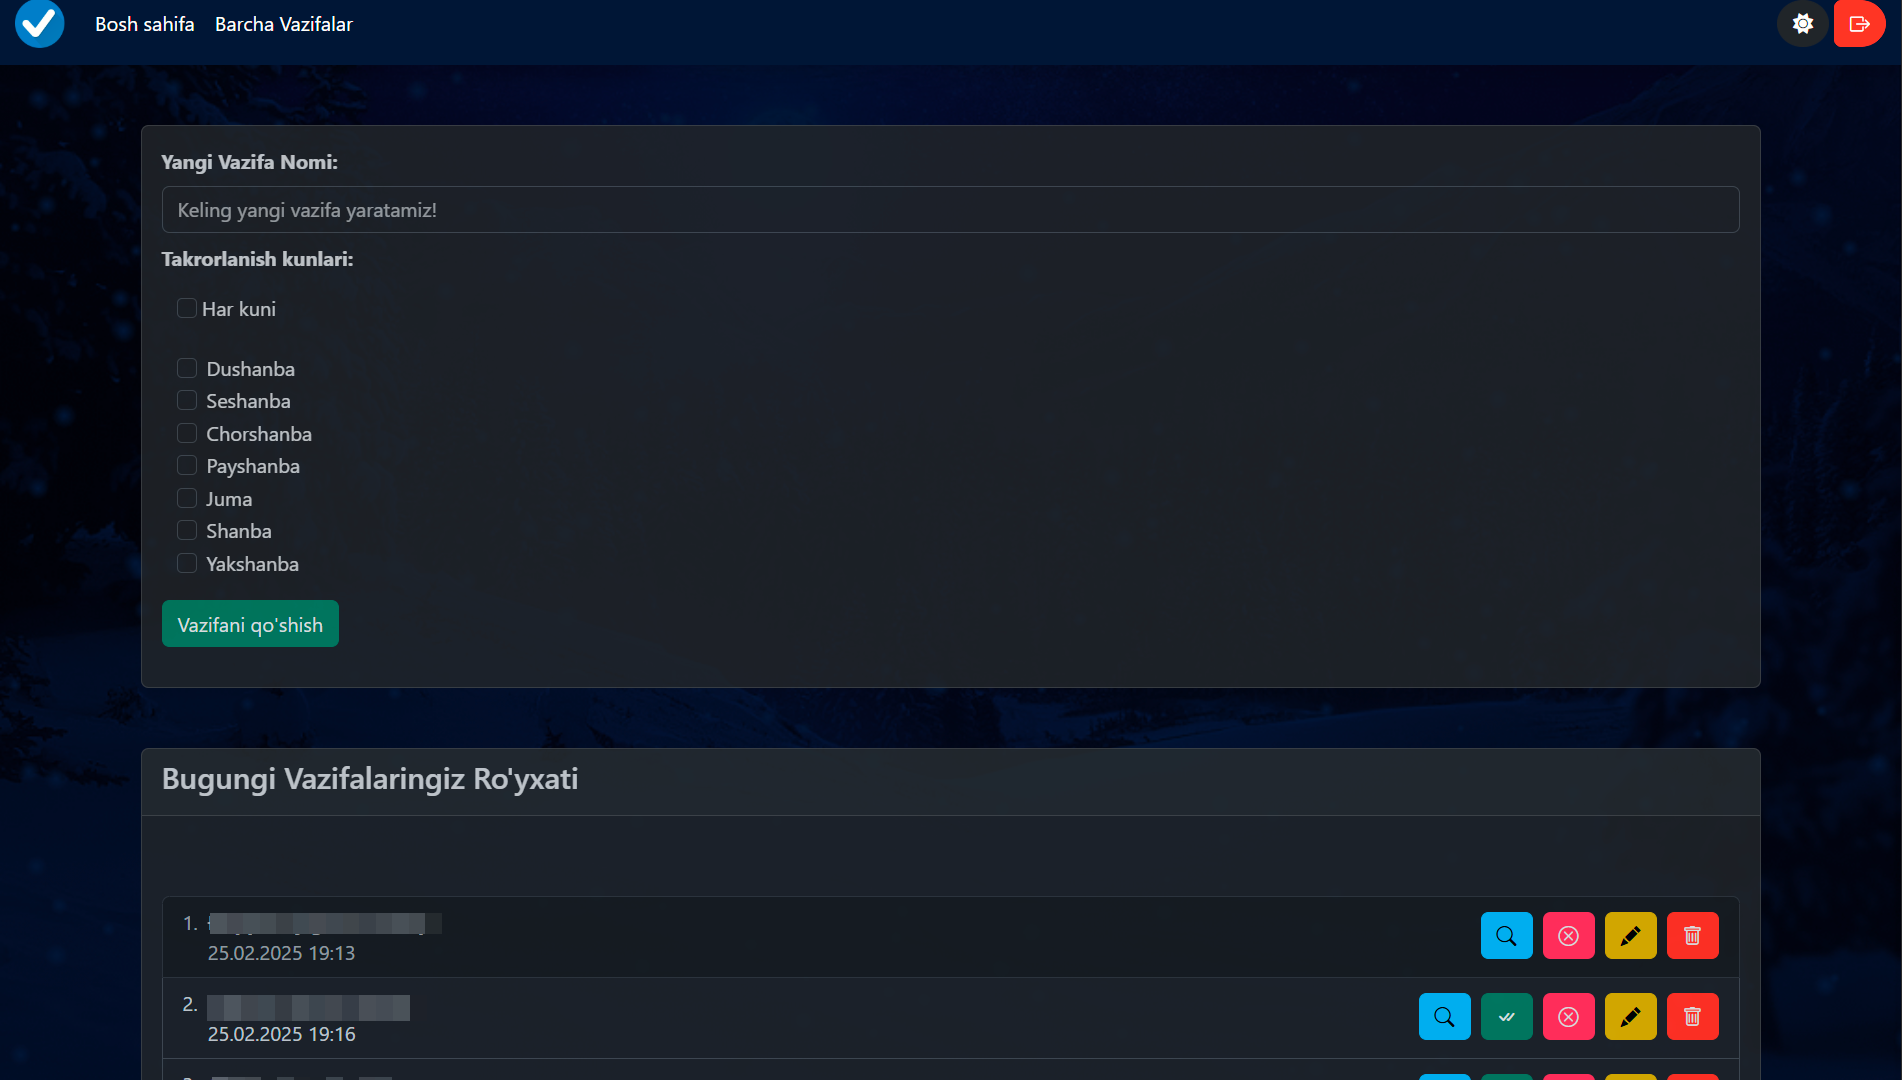 Bosh sahifa Barcha Vazifalar
Yangi Vazifa Nomi:
Keling yangi vazifa yaratamiz!
Takrorlanish kunlari:
Har kuni
Dushanba
Seshanba
Chorshanba
Payshanba
Juma
Shanba
Yakshanba
Vazifani qo'shish
Bugungi Vazifalaringiz Ro'yxati
1.
25.02.2025 19:13
2.
25.02.2025 19:16